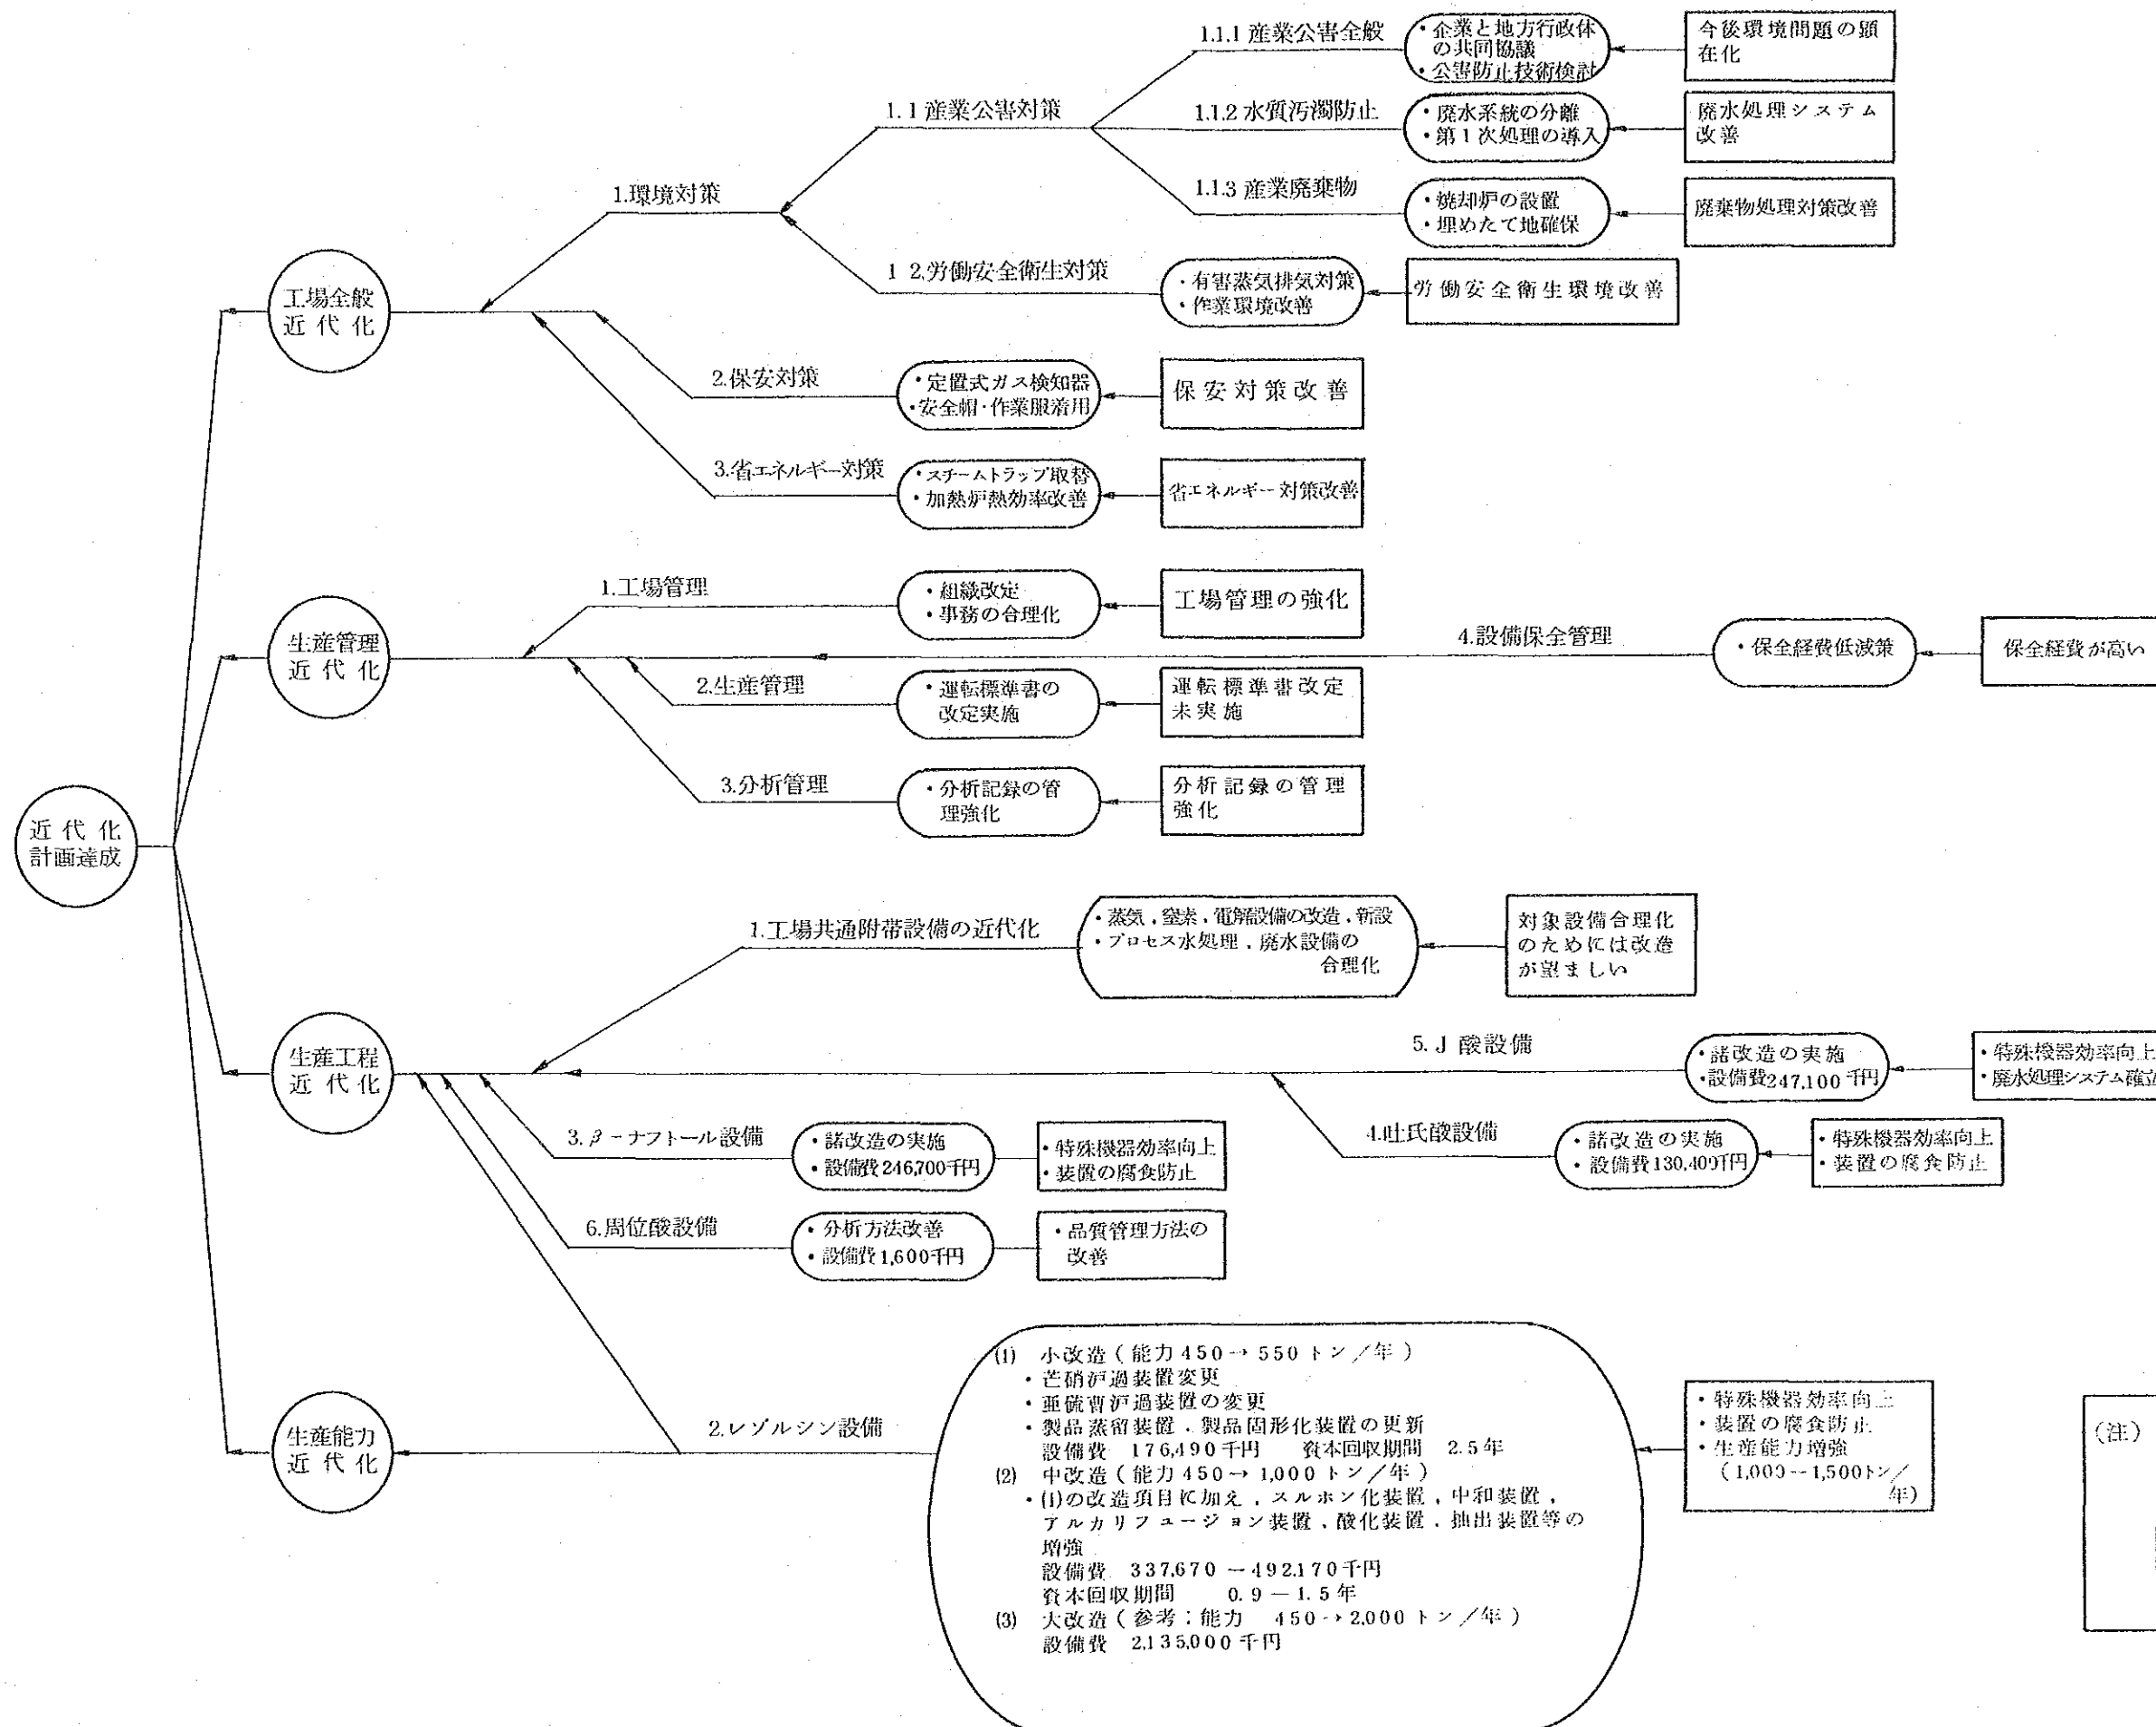 1.1.1 産業公害全般
・企業と地方行政体
の共同協議
・公害防止技術検討
今後環境問題の顕
在化
1.1 産業公害対策
1.1.2 水質汚濁防止
・廃水系統の分離
・第1次処理の導入
廃水処理システム
改善
1.環境対策
1.1.3 産業廃棄物
・焼却炉の設置
・埋めたて地確保
廃棄物処理対策改善
1 2.労働安全衛生対策
・有害蒸気排気対策
・作業環境改善
労働安全衛生環境改善
工場全般
近代化
2.保安対策
・定置式ガス検知器
・安全帽・作業服着用
保安対策改善
3.省エネルギー対策
・スチームトラップ取替
・加熱炉熱効率改善
省エネルギー対策改善
1.工場管理
・組織改定
・事務の合理化
工場管理の強化
生産管理
近代化
4.設備保全管理
・保全経費低減策
保全経費が高い
2.生産管理
・運転標準書の
改定実施
運転標準書改定
未実施
3.分析管理
・分析記録の管
理強化
分析記録の管理
強化
近代化
計画達成
1.工場共通附帯設備の近代化
・蒸気,窒素,電解設備の改造,新設
・プロセス水処理,廃水設備の
合理化
対象設備合理化
のためには改造
が望ましい
生産工程
近代化
5.J 酸設備
・諸改造の実施
・設備費247,100千円
・特殊機器効率向上
・廃水処理システム確立
3.β-ナフトール設備
・諸改造の実施
・設備費246,700千円
・特殊機器効率向上
・装置の腐食防止
4.吐氏酸設備
・諸改造の実施
・設備費130,400千円
・特殊機器効率向上
・装置の腐食防止
6.周位酸設備
・分析方法改善
・設備費1,600千円
・品質管理方法の
改善
生産能力
近代化
2.レゾルシン設備
(1) 小改造(能力450→550トン/年)
・芒硝沪過装置変更
・亜硫曹沪過装置の変更
・製品蒸留装置,製品固形化装置の更新
設備費 176,490千円 資本回収期間 2.5年
(2) 中改造(能力450→1,000トン/年)
・(1)の改造項目に加え,スルホン化装置,中和装置,
アルカリフュージョン装置,酸化装置,抽出装置等の
増強
設備費 337,670-492,170千円
資本回収期間 0.9-1.5年
(3) 大改造(参考:能力 450→2,000トン/年)
設備費 2,135,000千円
・特殊機器効率向上
・装置の腐食防止
・生産能力増強
(1,000--1,500トン/
年)
(注)